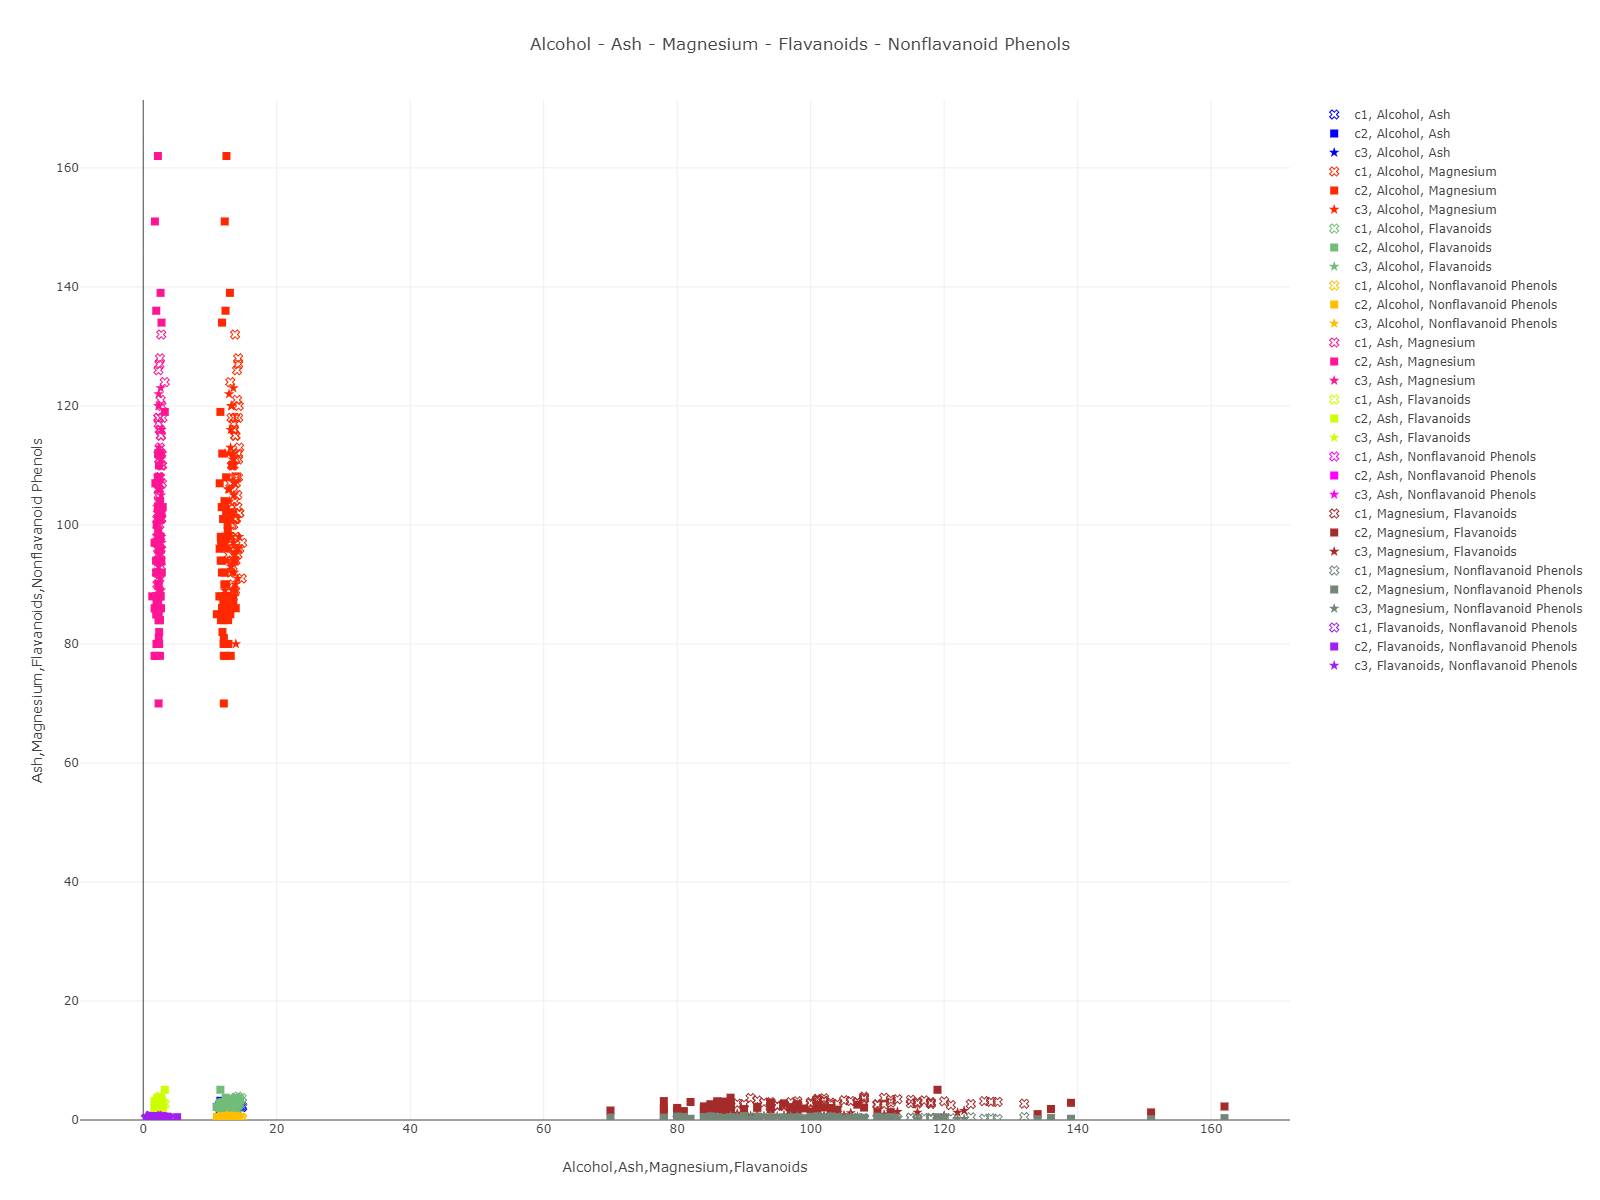 Alcohol - Ash - Magnesium - Flavanoids - Nonflavanoid Phenols
Ash,Magnesium,Flavanoids,Nonflavanoid Phenols
160
140
120
100
80
60
40
20
0
0 20 40 60 80 100 120 140 160
Alcohol,Ash,Magnesium,Flavanoids
c1, Alcohol, Ash
c2, Alcohol, Ash
c3, Alcohol, Ash
c1, Alcohol, Magnesium
c2, Alcohol, Magnesium
c3, Alcohol, Magnesium
c1, Alcohol, Flavanoids
c2, Alcohol, Flavanoids
c3, Alcohol, Flavanoids
c1, Alcohol, Nonflavanoid Phenols
c2, Alcohol, Nonflavanoid Phenols
c3, Alcohol, Nonflavanoid Phenols
c1, Ash, Magnesium
c2, Ash, Magnesium
c3, Ash, Magnesium
c1, Ash, Flavanoids
c2, Ash, Flavanoids
c3, Ash, Flavanoids
c1, Ash, Nonflavanoid Phenols
c2, Ash, Nonflavanoid Phenols
c3, Ash, Nonflavanoid Phenols
c1, Magnesium, Flavanoids
c2, Magnesium, Flavanoids
c3, Magnesium, Flavanoids
c1, Magnesium, Nonflavanoid Phenols
c2, Magnesium, Nonflavanoid Phenols
c3, Magnesium, Nonflavanoid Phenols
c1, Flavanoids, Nonflavanoid Phenols
c2, Flavanoids, Nonflavanoid Phenols
c3, Flavanoids, Nonflavanoid Phenols